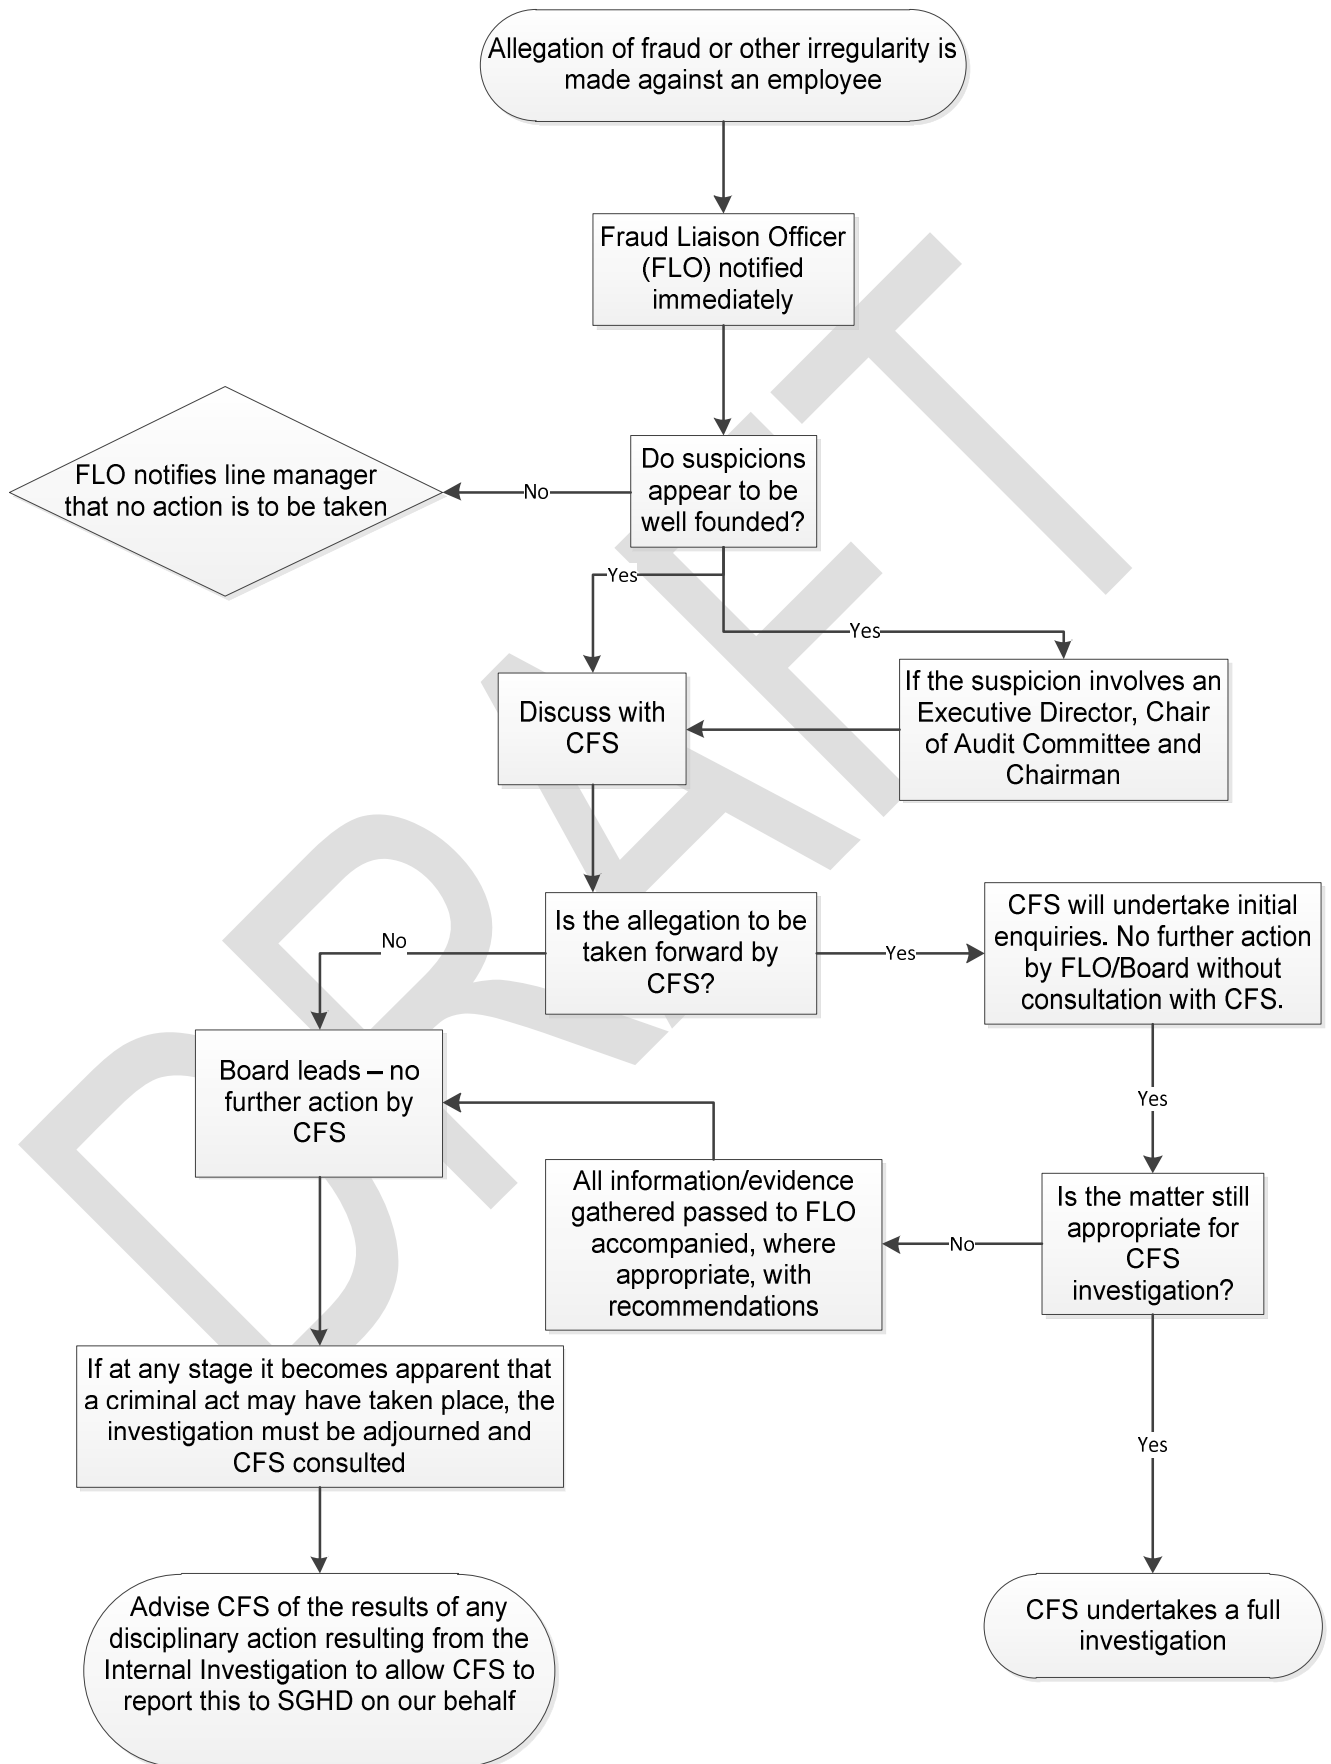 Allegation of fraud or other irregularity is
made against an employee
Fraud Liaison Officer
(FLO) notified
immediately
Do suspicions
appear to be
well founded?
No
FLO notifies line manager
that no action is to be taken
Yes
Yes
Discuss with
CFS
If the suspicion involves an
Executive Director, Chair
of Audit Committee and
Chairman
Is the allegation to be
taken forward by
CFS?
No
Yes
CFS will undertake initial
enquiries. No further action
by FLO/Board without
consultation with CFS.
Board leads – no
further action by
CFS
Yes
All information/evidence
gathered passed to FLO
accompanied, where
appropriate, with
recommendations
No
Is the matter still
appropriate for
CFS
investigation?
If at any stage it becomes apparent that
a criminal act may have taken place, the
investigation must be adjourned and
CFS consulted
Yes
Advise CFS of the results of any
disciplinary action resulting from the
Internal Investigation to allow CFS to
report this to SGHD on our behalf
CFS undertakes a full
investigation
DRAFT